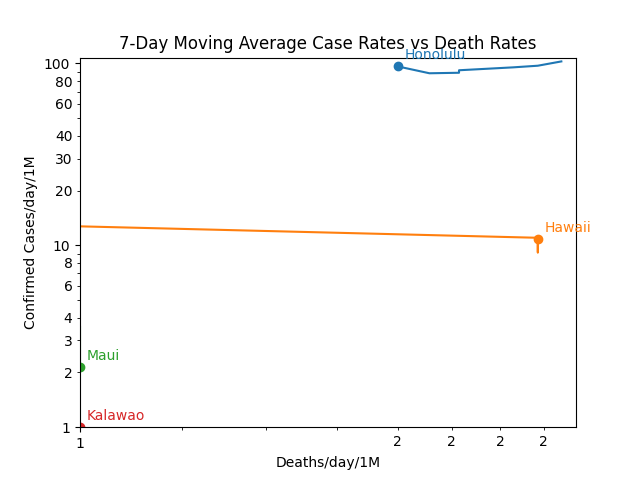 7-Day Moving Average Case Rates vs Death Rates
Honolulu
100
80
60
40
30
20
Hawaii
10
8
6
4
3
Maui
2
Kalawao
1
Confirmed Cases/day/1M
1 2 2 2 2
Deaths/day/1M